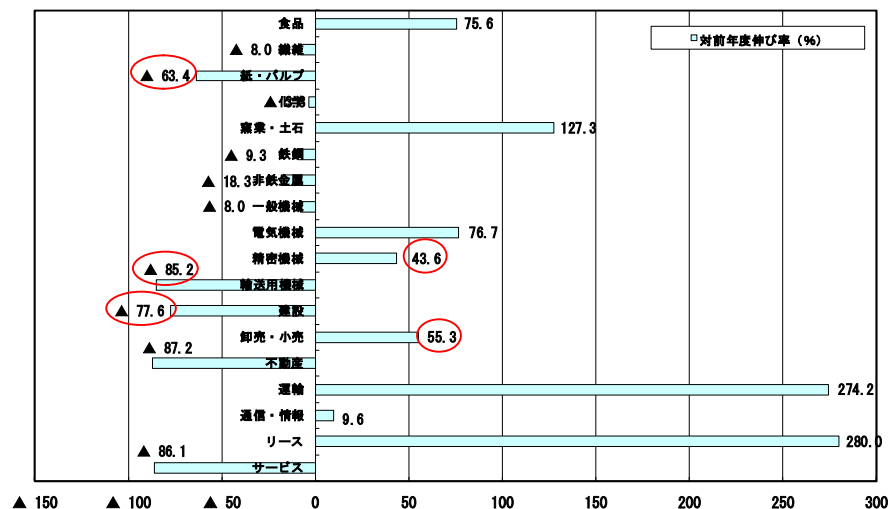 食品 75.6
対前年度伸び率（%）
▲ 8.0 繊維
▲ 63.4 紙・パルプ
▲ 化学
窯業・土石 127.3
▲ 9.3 鉄鋼
▲ 18.3 非鉄金属
▲ 8.0 一般機械
電気機械 76.7
精密機械 43.6
▲ 85.2 輸送用機械
▲ 77.6 建設
卸売・小売 55.3
▲ 87.2 不動産
運輸 274.2
通信・情報 9.6
リース 280.0
▲ 86.1 サービス
▲ 150 ▲ 100 ▲ 50 0 50 100 150 200 250 300